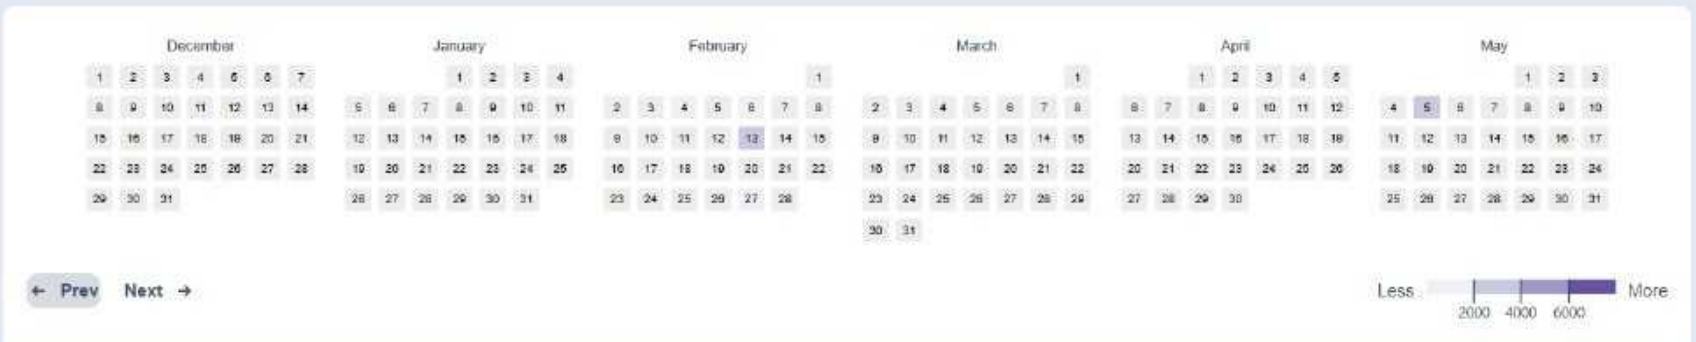 December January February March April May
1 2 3 4 5 6 7 1 2 3 4 1 1 1 2 3 4 5 1 2 3
8 9 10 11 12 13 14 5 6 7 8 9 10 11 2 3 4 5 6 7 8 2 3 4 5 6 7 8 6 7 8 9 10 11 12 4 5 6 7 8 9 10
15 16 17 18 19 20 21 12 13 14 15 16 17 18 9 10 11 12 13 14 15 9 10 11 12 13 14 15 13 14 15 16 17 18 19 11 12 13 14 15 16 17
22 23 24 25 26 27 28 19 20 21 22 23 24 25 16 17 18 19 20 21 22 16 17 18 19 20 21 22 20 21 22 23 24 25 26 18 19 20 21 22 23 24
29 30 31 26 27 28 29 30 31 23 24 25 26 27 28 23 24 25 26 27 28 29 27 28 29 30 25 26 27 28 29 30 31
30 31
← Prev Next → Less More
2000 4000 6000